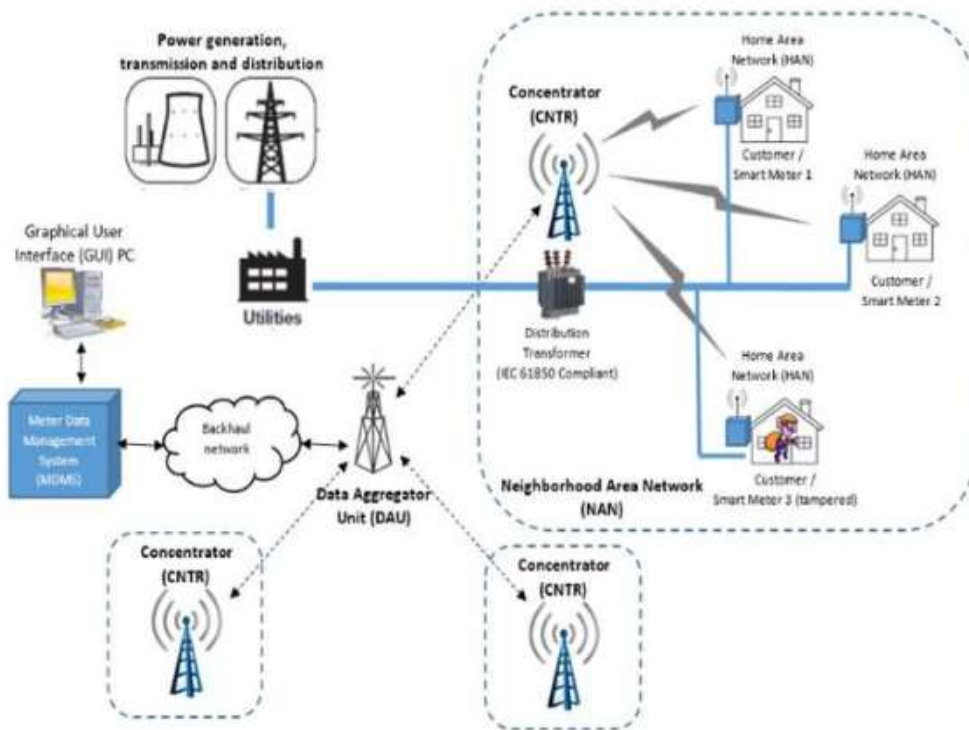 Power generation,
transmission and distribution
Home Area
Network (HAN)
Concentrator
(CNTR)
Customer /
Smart Meter 1
Home Area
Network (HAN)
Graphical User
Interface (GUI) PC
Customer /
Smart Meter 2
Utilities
Distribution
Transformer
(IEC 61850 Compliant)
Home Area
Network (HAN)
Meter Data
Management
System
(MDMS)
Backhaul
network
Data Aggregator
Unit (DAU)
Neighborhood Area Network
(NAN)
Customer /
Smart Meter 3 (tampered)
Concentrator
(CNTR)
Concentrator
(CNTR)